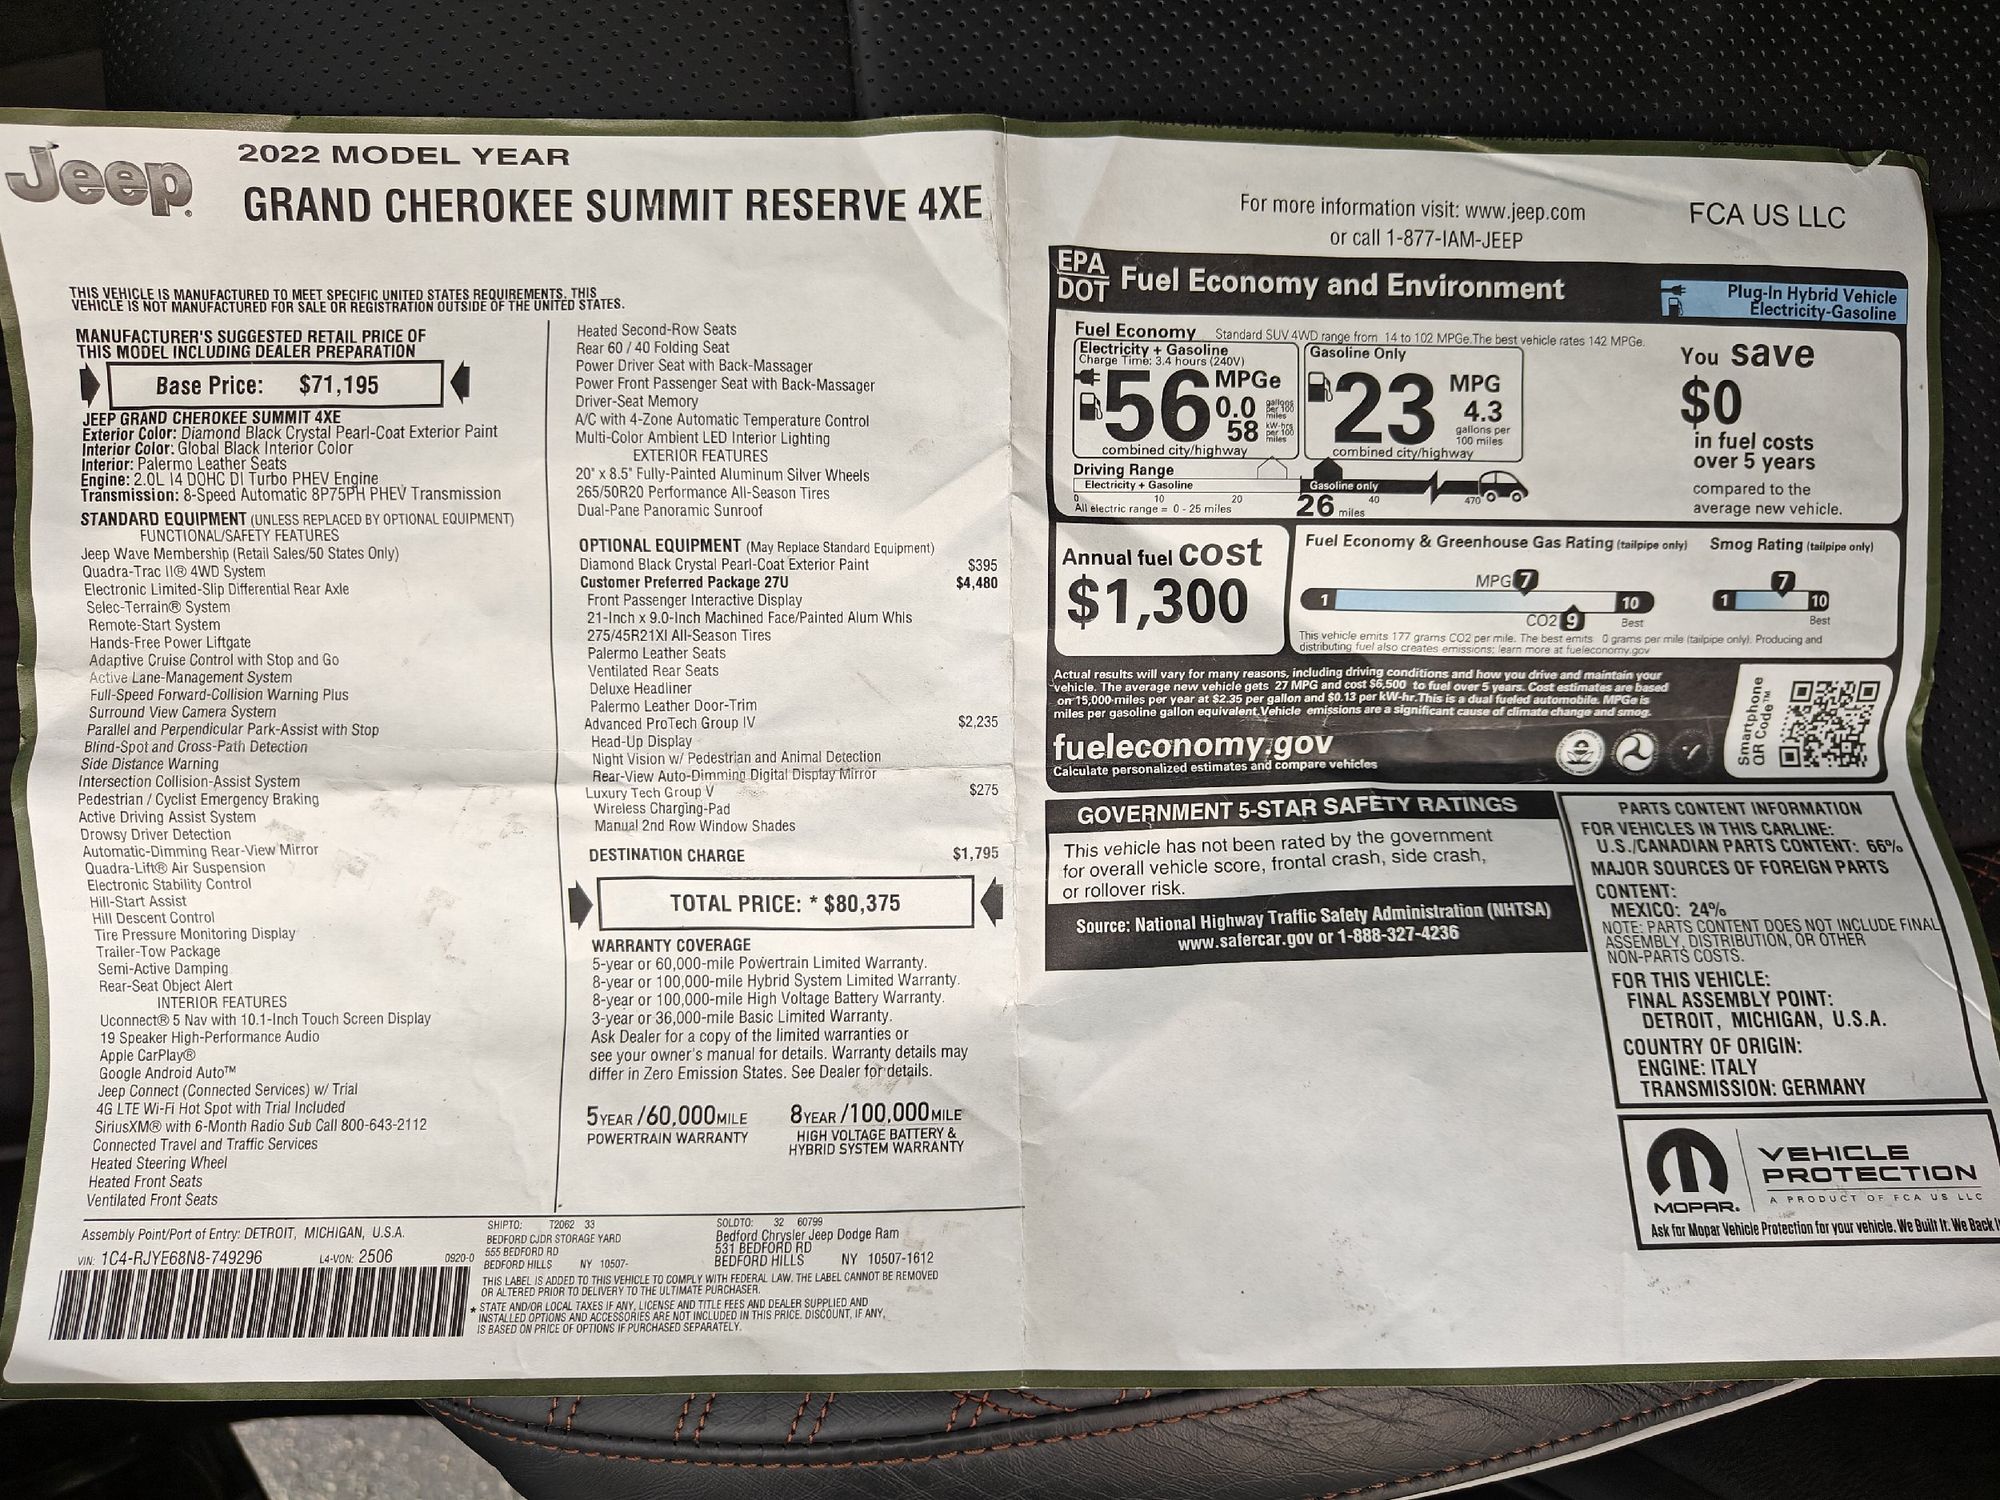 Jeep
2022 MODEL YEAR
GRAND CHEROKEE SUMMIT RESERVE 4XE
THIS VEHICLE IS MANUFACTURED TO MEET SPECIFIC UNITED STATES REQUIREMENTS. THIS
VEHICLE IS NOT MANUFACTURED FOR SALE OR REGISTRATION OUTSIDE OF THE UNITED STATES.
MANUFACTURER'S SUGGESTED RETAIL PRICE OF
THIS MODEL INCLUDING DEALER PREPARATION
Base Price: $71,195
JEEP GRAND CHEROKEE SUMMIT 4XE
Exterior Color: Diamond Black Crystal Pearl-Coat Exterior Paint
Interior Color: Global Black Interior Color
Interior: Palermo Leather Seats
Engine: 2.0L I4 DOHC DI Turbo PHEV Engine
Transmission: 8-Speed Automatic 8P75PH PHEV Transmission
STANDARD EQUIPMENT (UNLESS REPLACED BY OPTIONAL EQUIPMENT)
FUNCTIONAL/SAFETY FEATURES
Jeep Wave Membership (Retail Sales/50 States Only)
Quadra-Trac II® 4WD System
Electronic Limited-Slip Differential Rear Axle
Selec-Terrain® System
Remote-Start System
Hands-Free Power Liftgate
Adaptive Cruise Control with Stop and Go
Active Lane-Management System
Full-Speed Forward-Collision Warning Plus
Surround View Camera System
Parallel and Perpendicular Park-Assist with Stop
Blind-Spot and Cross-Path Detection
Side Distance Warning
Intersection Collision-Assist System
Pedestrian / Cyclist Emergency Braking
Active Driving Assist System
Drowsy Driver Detection
Automatic-Dimming Rear-View Mirror
Quadra-Lift® Air Suspension
Electronic Stability Control
Hill-Start Assist
Hill Descent Control
Tire Pressure Monitoring Display
Trailer-Tow Package
Semi-Active Damping
Rear-Seat Object Alert
INTERIOR FEATURES
Uconnect® 5 Nav with 10.1-Inch Touch Screen Display
19 Speaker High-Performance Audio
Apple CarPlay®
Google Android Auto™
Jeep Connect (Connected Services) w/ Trial
4G LTE Wi-Fi Hot Spot with Trial Included
SiriusXM® with 6-Month Radio Sub Call 800-643-2112
Connected Travel and Traffic Services
Heated Steering Wheel
Heated Front Seats
Ventilated Front Seats
Heated Second-Row Seats
Rear 60 / 40 Folding Seat
Power Driver Seat with Back-Massager
Power Front Passenger Seat with Back-Massager
Driver-Seat Memory
A/C with 4-Zone Automatic Temperature Control
Multi-Color Ambient LED Interior Lighting
EXTERIOR FEATURES
20" x 8.5" Fully-Painted Aluminum Silver Wheels
265/50R20 Performance All-Season Tires
Dual-Pane Panoramic Sunroof
OPTIONAL EQUIPMENT (May Replace Standard Equipment)
Diamond Black Crystal Pearl-Coat Exterior Paint $395
Customer Preferred Package 27U $4,480
Front Passenger Interactive Display
21-Inch x 9.0-Inch Machined Face/Painted Alum Whls
275/45R21Xl All-Season Tires
Palermo Leather Seats
Ventilated Rear Seats
Deluxe Headliner
Palermo Leather Door-Trim
Advanced ProTech Group IV $2,235
Head-Up Display
Night Vision w/ Pedestrian and Animal Detection
Rear-View Auto-Dimming Digital Display Mirror
Luxury Tech Group V $275
Wireless Charging-Pad
Manual 2nd Row Window Shades
DESTINATION CHARGE $1,795
TOTAL PRICE: * $80,375
WARRANTY COVERAGE
5-year or 60,000-mile Powertrain Limited Warranty.
8-year or 100,000-mile Hybrid System Limited Warranty.
8-year or 100,000-mile High Voltage Battery Warranty.
3-year or 36,000-mile Basic Limited Warranty.
Ask Dealer for a copy of the limited warranties or
see your owner's manual for details. Warranty details may
differ in Zero Emission States. See Dealer for details.
5 YEAR /60,000 MILE
POWERTRAIN WARRANTY
8 YEAR /100,000 MILE
HIGH VOLTAGE BATTERY &
HYBRID SYSTEM WARRANTY
Assembly Point/Port of Entry: DETROIT, MICHIGAN, U.S.A.
VIN: 1C4-RJYE68N8-749296 L4-VON: 2506 0920-0
SHIPTO: T2062 33
BEDFORD CJDR STORAGE YARD
555 BEDFORD RD
BEDFORD HILLS NY 10507-
SOLDTO: 32 60799
Bedford Chrysler Jeep Dodge Ram
531 BEDFORD RD
BEDFORD HILLS NY 10507-1612
THIS LABEL IS ADDED TO THIS VEHICLE TO COMPLY WITH FEDERAL LAW. THE LABEL CANNOT BE REMOVED
OR ALTERED PRIOR TO DELIVERY TO THE ULTIMATE PURCHASER.
* STATE AND/OR LOCAL TAXES IF ANY, LICENSE AND TITLE FEES AND DEALER SUPPLIED AND
INSTALLED OPTIONS AND ACCESSORIES ARE NOT INCLUDED IN THIS PRICE. DISCOUNT, IF ANY,
IS BASED ON PRICE OF OPTIONS IF PURCHASED SEPARATELY.
For more information visit: www.jeep.com
or call 1-877-IAM-JEEP
FCA US LLC
EPA
DOT
Fuel Economy and Environment
Plug-In Hybrid Vehicle
Electricity-Gasoline
Fuel Economy Standard SUV 4WD range from 14 to 102 MPGe. The best vehicle rates 142 MPGe.
Electricity + Gasoline
Charge Time: 3.4 hours (240V)
56 MPGe
0.0 gallons per 100 miles
58 kW-hrs per 100 miles
combined city/highway
Gasoline Only
23 MPG
4.3
gallons per
100 miles
combined city/highway
Driving Range
Electricity + Gasoline
Gasoline only
0 10 20 26 miles 40 470
All electric range = 0 - 25 miles
You save
$0
in fuel costs
over 5 years
compared to the
average new vehicle.
Annual fuel cost
$1,300
Fuel Economy & Greenhouse Gas Rating (tailpipe only)
MPG 7
1 10
Best
CO2 9
Smog Rating (tailpipe only)
7
1 10
Best
This vehicle emits 177 grams CO2 per mile. The best emits 0 grams per mile (tailpipe only). Producing and
distributing fuel also creates emissions; learn more at fueleconomy.gov
Actual results will vary for many reasons, including driving conditions and how you drive and maintain your
vehicle. The average new vehicle gets 27 MPG and cost $6,500 to fuel over 5 years. Cost estimates are based
on 15,000 miles per year at $2.35 per gallon and $0.13 per kW-hr. This is a dual fueled automobile. MPGe is
miles per gasoline gallon equivalent. Vehicle emissions are a significant cause of climate change and smog.
fueleconomy.gov
Calculate personalized estimates and compare vehicles
Smartphone
QR Code™
GOVERNMENT 5-STAR SAFETY RATINGS
This vehicle has not been rated by the government
for overall vehicle score, frontal crash, side crash,
or rollover risk.
Source: National Highway Traffic Safety Administration (NHTSA)
www.safercar.gov or 1-888-327-4236
PARTS CONTENT INFORMATION
FOR VEHICLES IN THIS CARLINE:
U.S./CANADIAN PARTS CONTENT: 66%
MAJOR SOURCES OF FOREIGN PARTS
CONTENT:
MEXICO: 24%
NOTE: PARTS CONTENT DOES NOT INCLUDE FINAL
ASSEMBLY, DISTRIBUTION, OR OTHER
NON-PARTS COSTS.
FOR THIS VEHICLE:
FINAL ASSEMBLY POINT:
DETROIT, MICHIGAN, U.S.A.
COUNTRY OF ORIGIN:
ENGINE: ITALY
TRANSMISSION: GERMANY
MOPAR.
VEHICLE
PROTECTION
A PRODUCT OF FCA US LLC
Ask for Mopar Vehicle Protection for your vehicle. We Built It. We Back